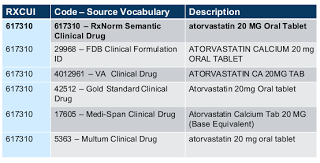 RXCUI Code – Source Vocabulary Description
617310 617310 – RxNorm Semantic atorvastatin 20 MG Oral Tablet
Clinical Drug
617310 29968 – FDB Clinical Formulation ATORVASTATIN CALCIUM 20 mg
ID ORAL TABLET
617310 4012961 – VA Clinical Drug ATORVASTATIN CA 20MG TAB
617310 42512 – Gold Standard Clinical Atorvastatin 20mg Oral tablet
Drug
617310 17605 – Medi-Span Clinical Drug Atorvastatin Calcium Tab 20 MG
(Base Equivalent)
617310 5363 – Multum Clinical Drug atorvastatin 20 mg oral tablet